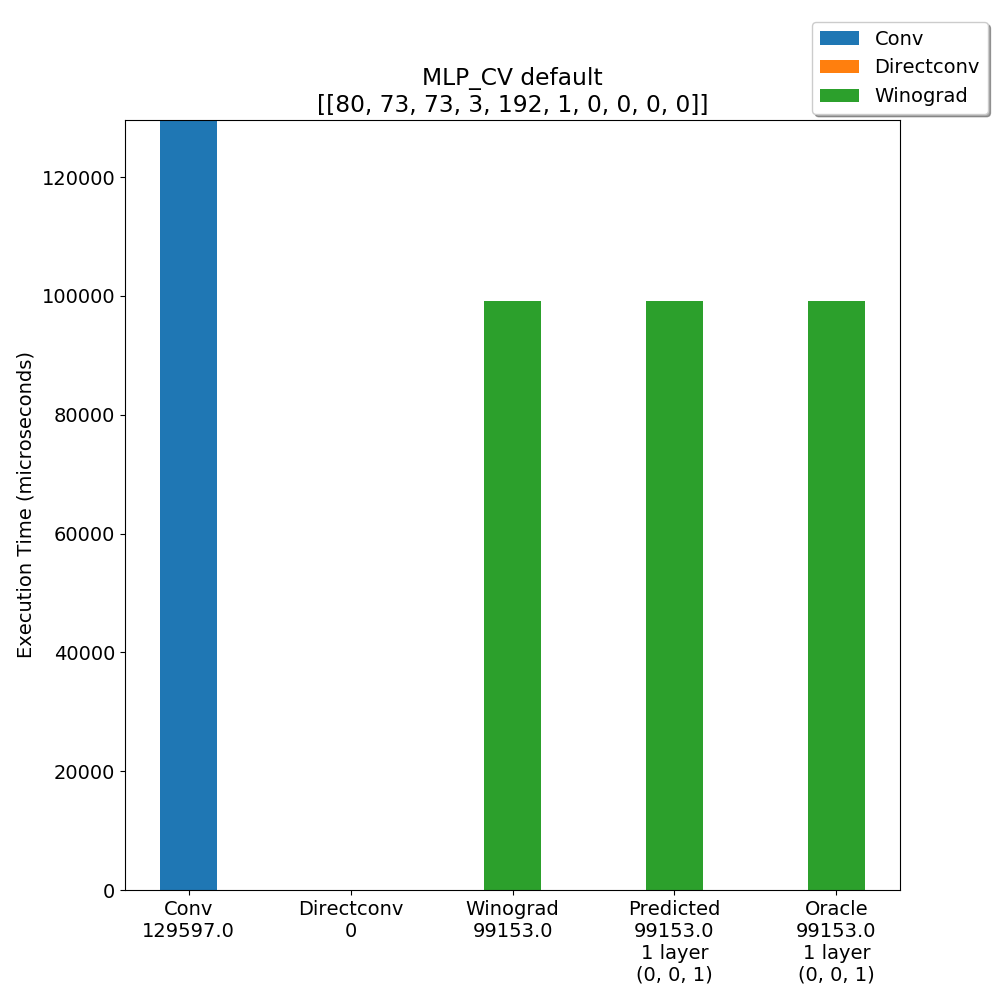 Conv
Directconv
Winograd
MLP_CV default
[[80, 73, 73, 3, 192, 1, 0, 0, 0, 0]]
Execution Time (microseconds)
120000
100000
80000
60000
40000
20000
0
Conv
129597.0
Directconv
0
Winograd
99153.0
Predicted
99153.0
1 layer
(0, 0, 1)
Oracle
99153.0
1 layer
(0, 0, 1)